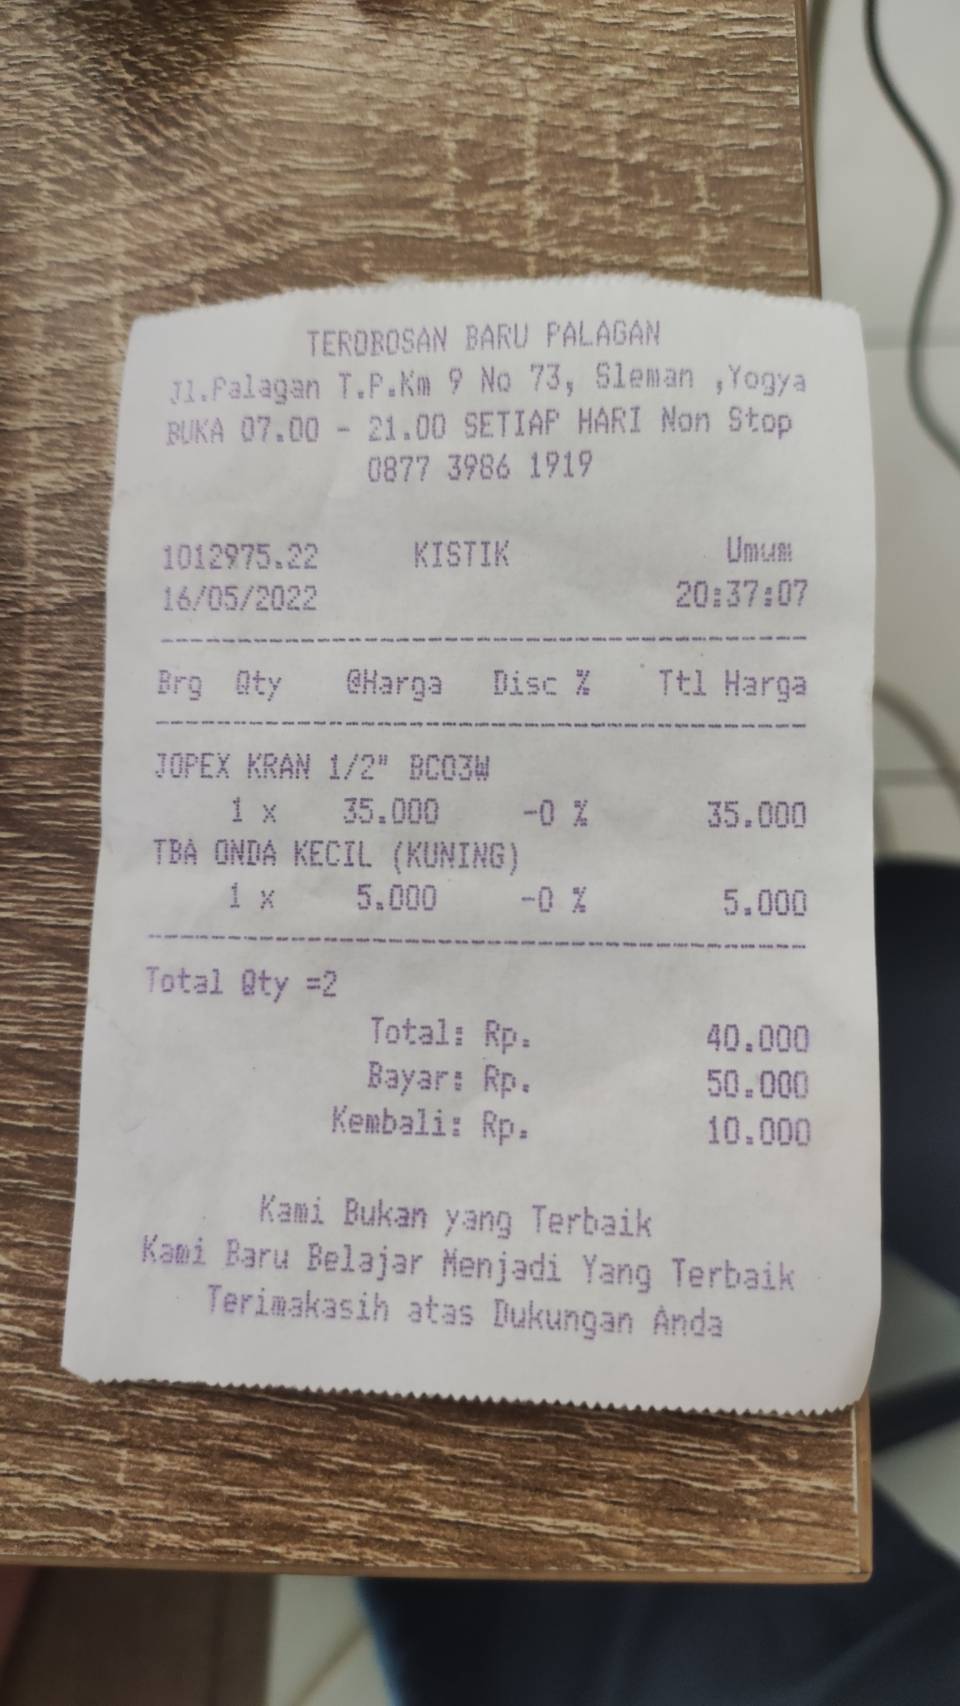 TEROBOSAN BARU PALAGAN
Jl.Palagan T.P.Km 9 No 73, Sleman ,Yogya
BUKA 07.00 - 21.00 SETIAP HARI Non Stop
0877 3986 1919
1012975.22 KISTIK Umum
16/05/2022 20:37:07
Brg Qty @Harga Disc % Ttl Harga
JOPEX KRAN 1/2" BC03W
1 x 35.000 -0 % 35.000
TBA ONDA KECIL (KUNING)
1 x 5.000 -0 % 5.000
Total Qty =2
Total: Rp. 40.000
Bayar: Rp. 50.000
Kembali: Rp. 10.000
Kami Bukan yang Terbaik
Kami Baru Belajar Menjadi Yang Terbaik
Terimakasih atas Dukungan Anda